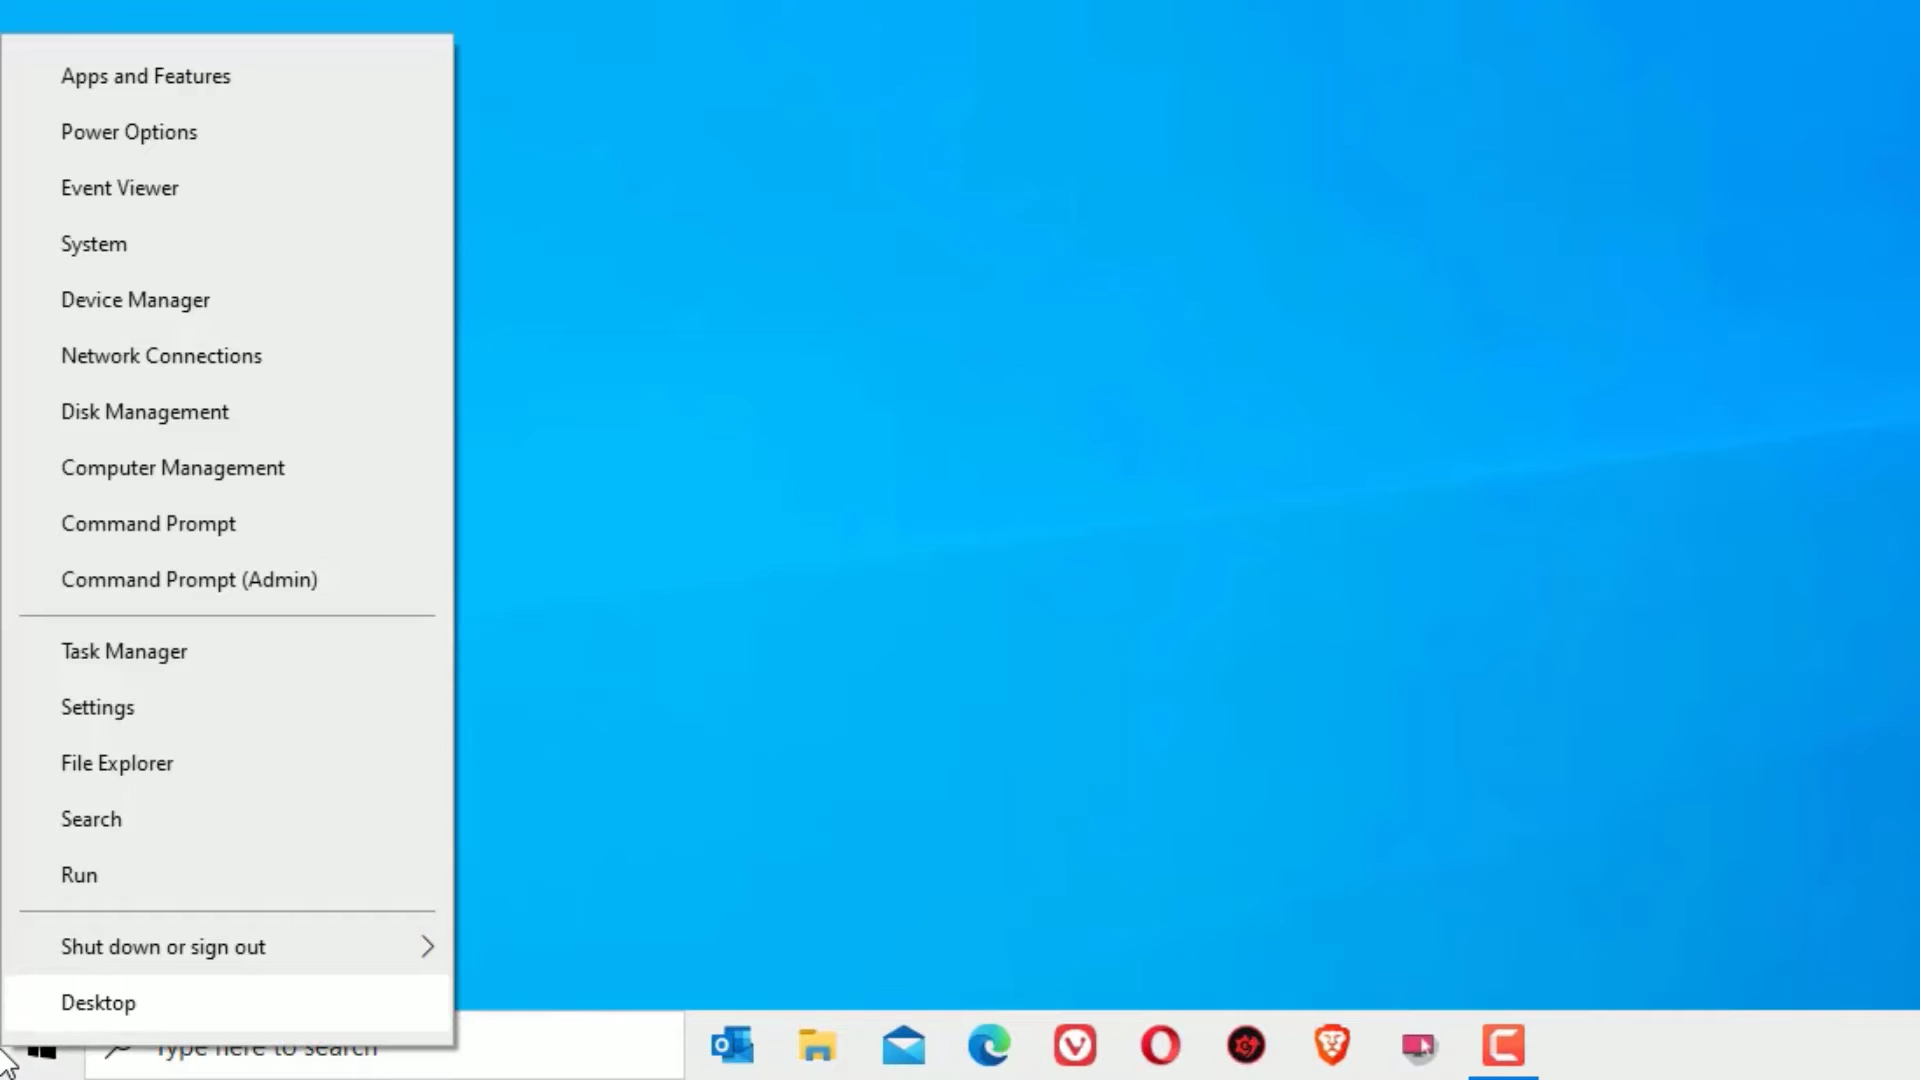 Apps and Features
Power Options
Event Viewer
System
Device Manager
Network Connections
Disk Management
Computer Management
Command Prompt
Command Prompt (Admin)
Task Manager
Settings
File Explorer
Search
Run
Shut down or sign out
Desktop
Type here to search